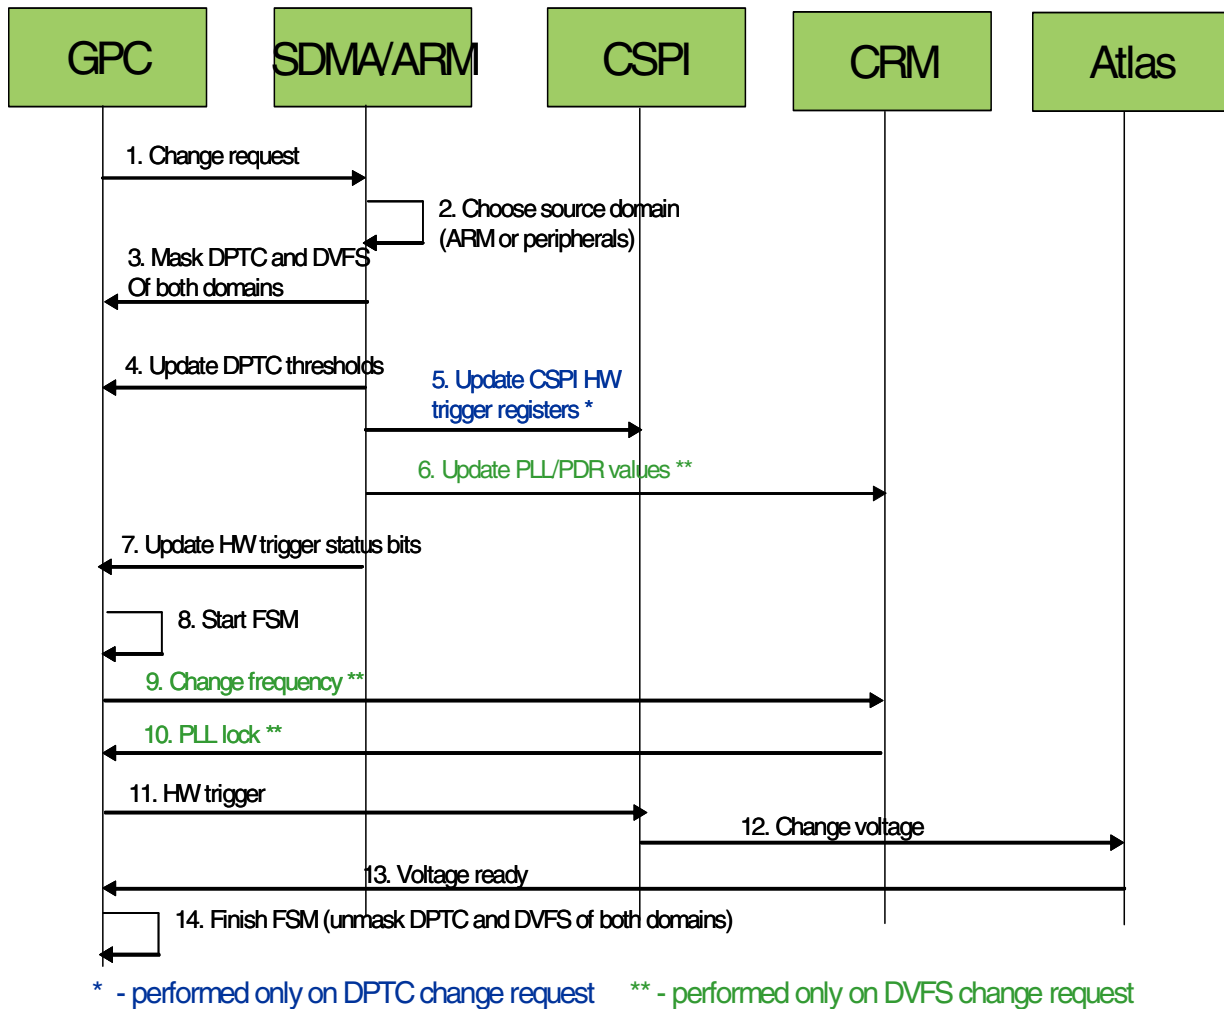 GPC
SDMA/ARM
CSPI
CRM
Atlas
1. Change request
2. Choose source domain
(ARM or peripherals)
3. Mask DPTC and DVFS
Of both domains
4. Update DPTC thresholds
5. Update CSPI HW
trigger registers *
6. Update PLL/PDR values **
7. Update HW trigger status bits
8. Start FSM
9. Change frequency **
10. PLL lock **
11. HW trigger
12. Change voltage
13. Voltage ready
14. Finish FSM (unmask DPTC and DVFS of both domains)
* - performed only on DPTC change request
** - performed only on DVFS change request